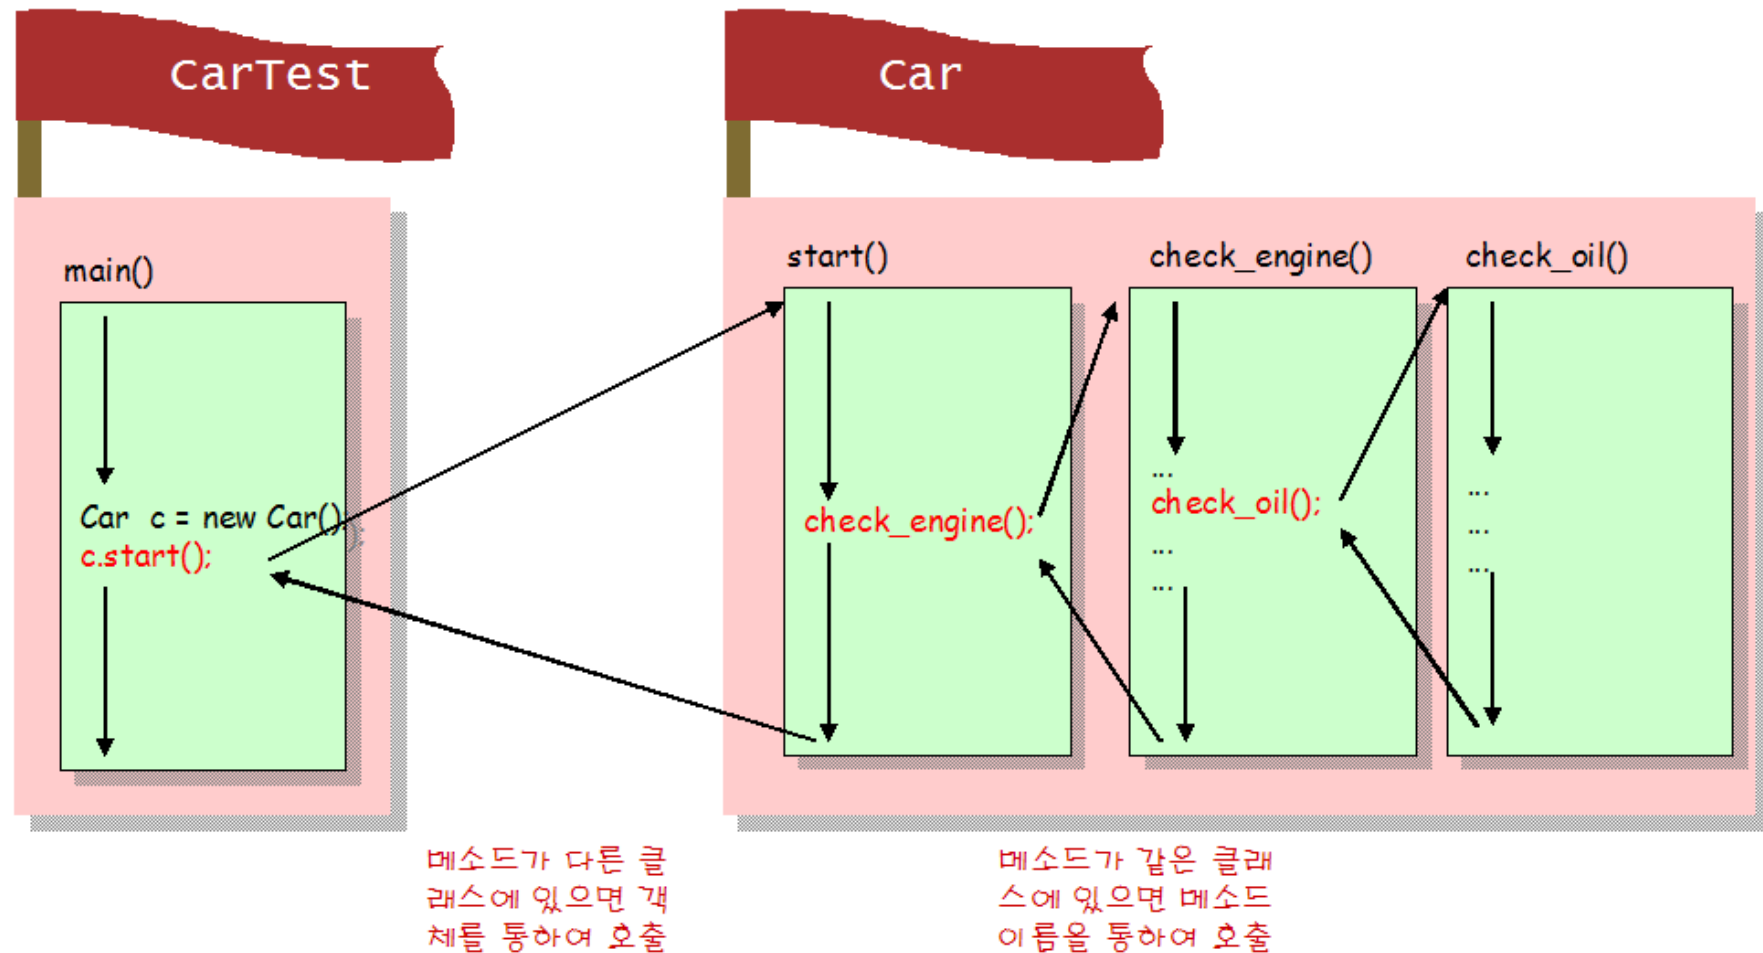 CarTest
main()
Car c = new Car();
c.start();
Car
start()
check_engine();
check_engine()
...
check_oil();
...
...
check_oil()
...
...
...
메소드가 다른 클
래스에 있으면 객
체를 통하여 호출
메소드가 같은 클래
스에 있으면 메소드
이름을 통하여 호출